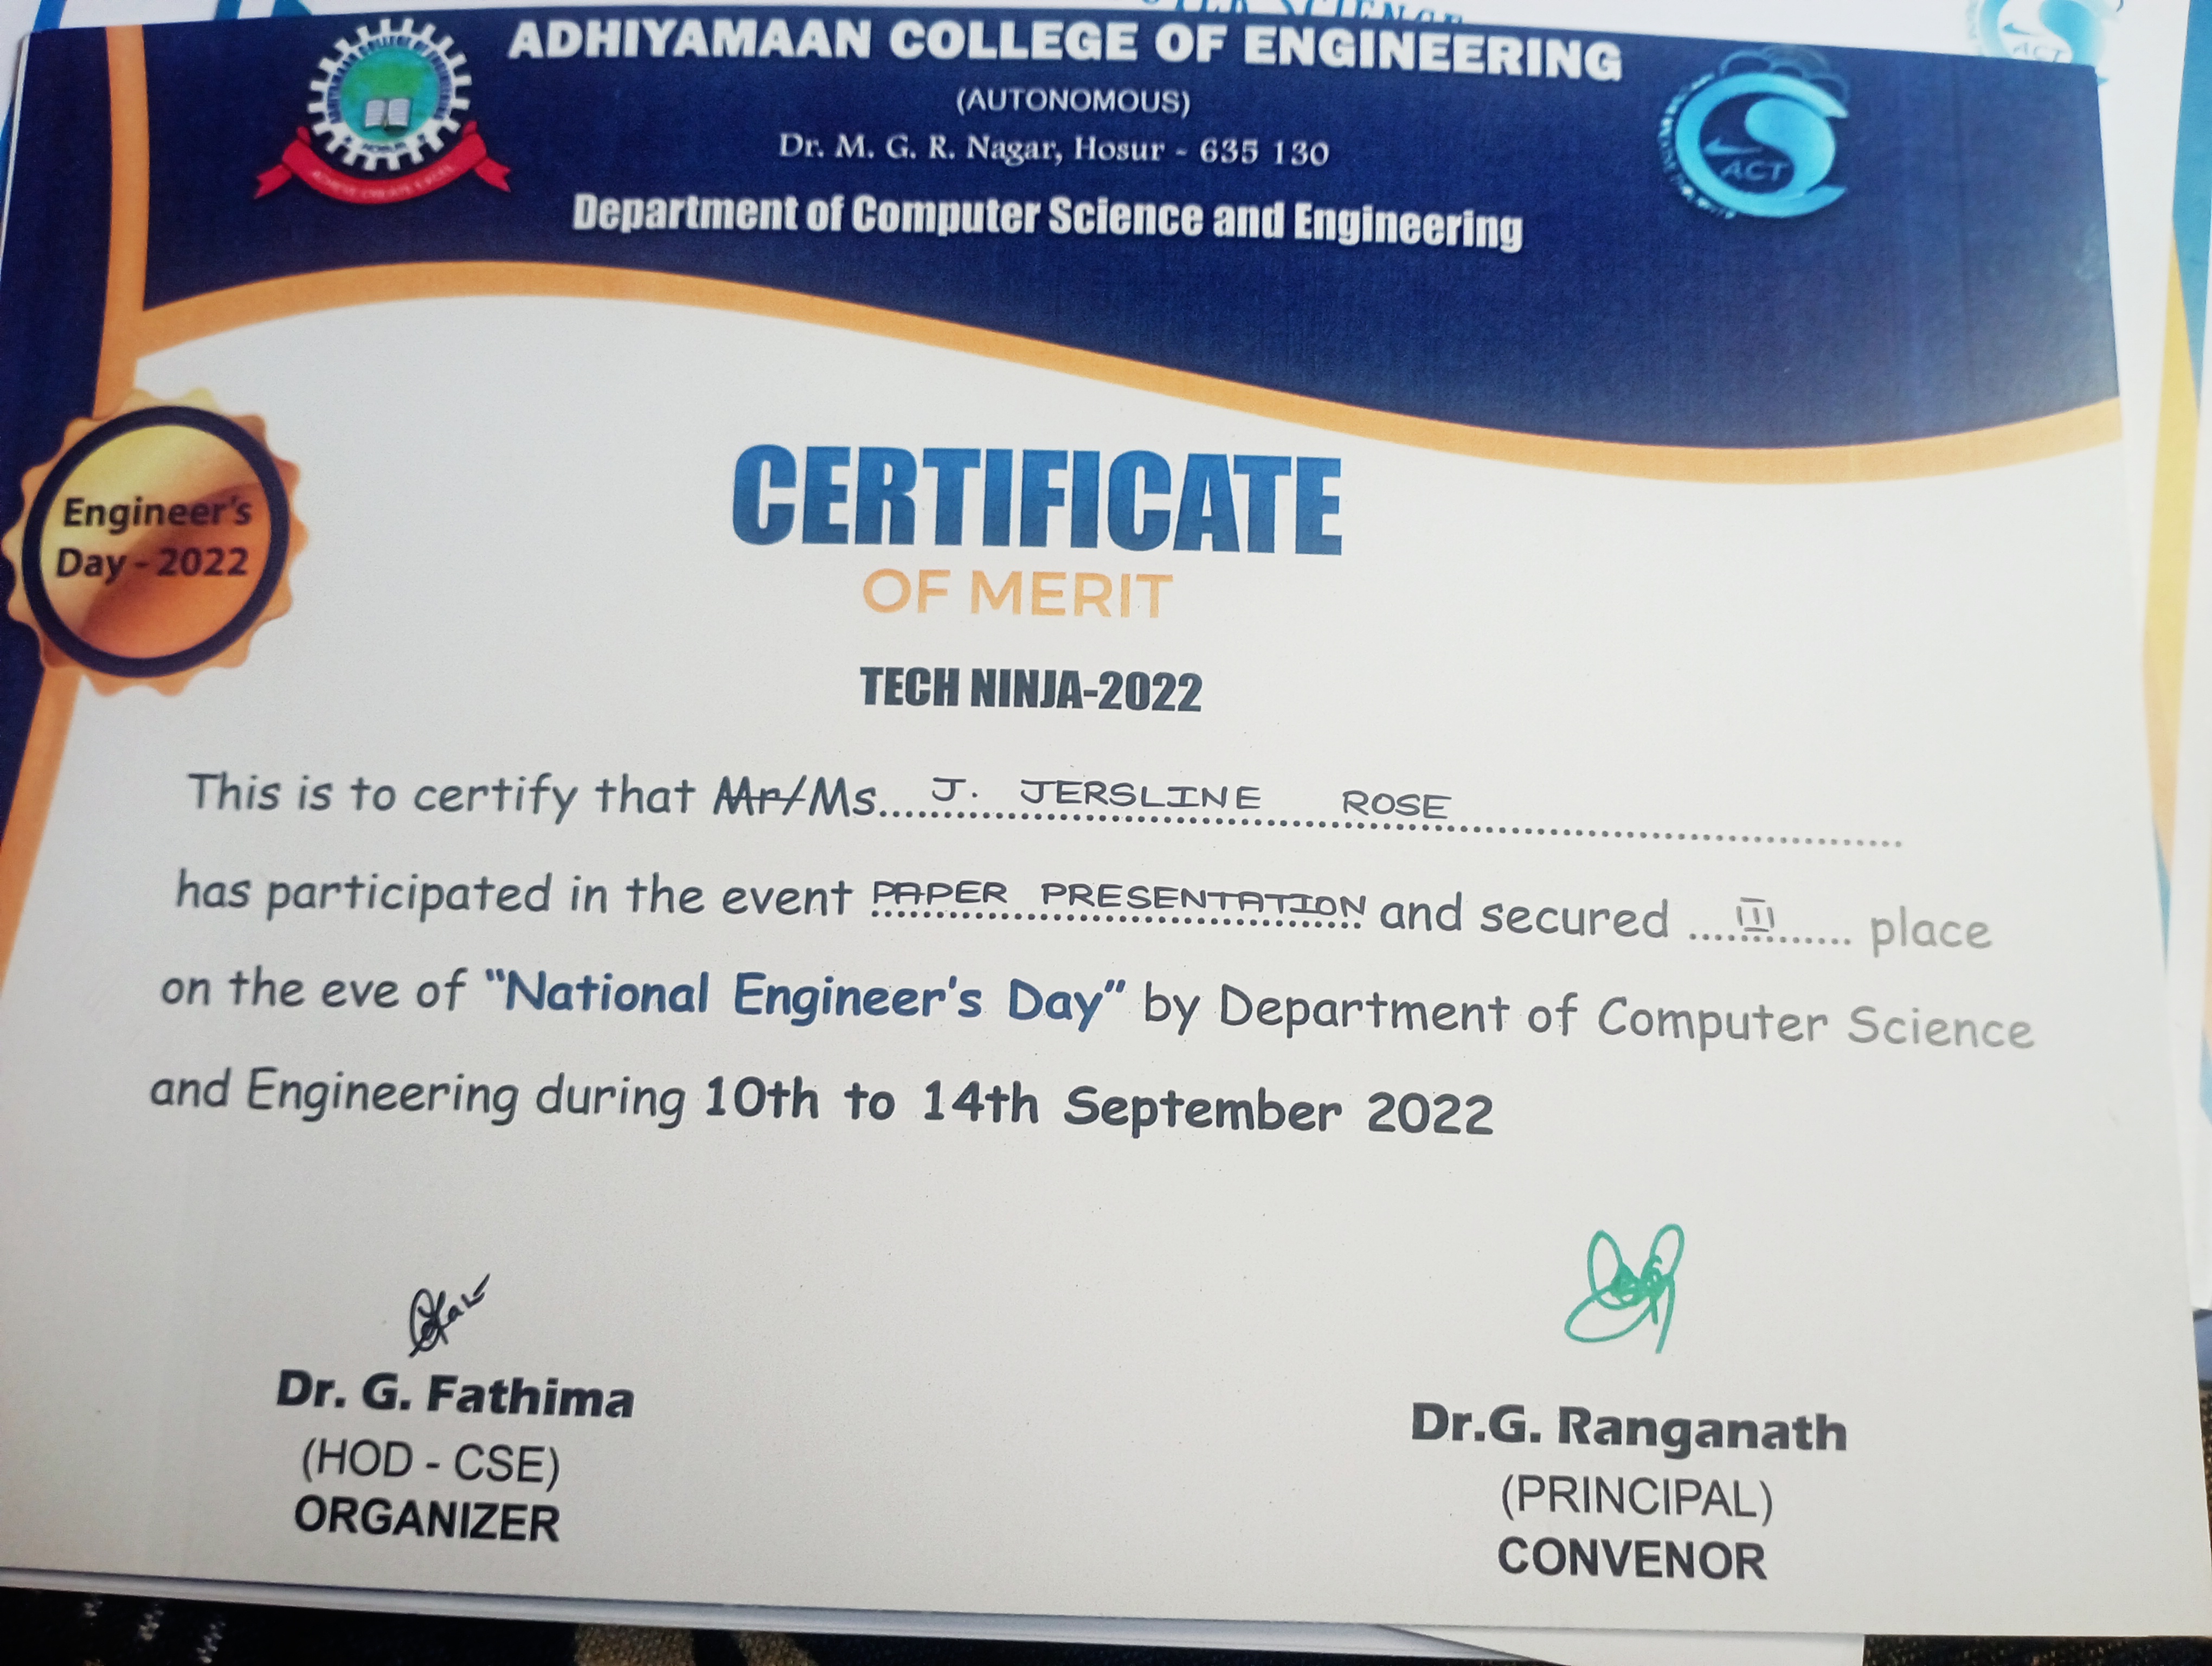 ADHIYAMAAN COLLEGE OF ENGINEERING
(AUTONOMOUS)
Dr. M. G. R. Nagar, Hosur - 635 130
Department of Computer Science and Engineering
ACT
Engineer's
Day - 2022
CERTIFICATE
OF MERIT
TECH NINJA-2022
This is to certify that Mr/Ms....J. JERSLINE ROSE
has participated in the event PAPER PRESENTATION and secured ....III....... place
on the eve of "National Engineer's Day" by Department of Computer Science
and Engineering during 10th to 14th September 2022
Dr. G. Fathima
(HOD - CSE)
ORGANIZER
Dr.G. Ranganath
(PRINCIPAL)
CONVENOR